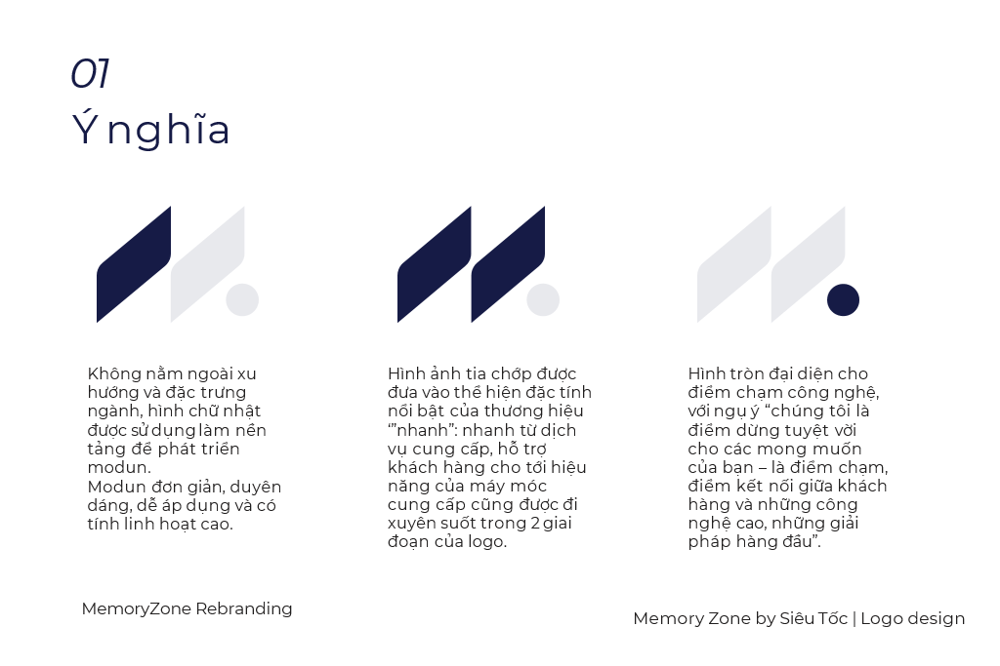 01
Ý nghĩa
Không nằm ngoài xu
hướng và đặc trưng
ngành, hình chữ nhật
được sử dụng làm nền
tảng để phát triển
modun.
Modun đơn giản, duyên
dáng, dễ áp dụng và có
tính linh hoạt cao.
Hình ảnh tia chớp được
đưa vào thể hiện đặc tính
nổi bật của thương hiệu
‘”nhanh”: nhanh từ dịch
vụ cung cấp, hỗ trợ
khách hàng cho tới hiệu
năng của máy móc
cung cấp cũng được đi
xuyên suốt trong 2 giai
đoạn của logo.
Hình tròn đại diện cho
điểm chạm công nghệ,
với ngụ ý “chúng tôi là
điểm dừng tuyệt vời
cho các mong muốn
của bạn – là điểm chạm,
điểm kết nối giữa khách
hàng và những công
nghệ cao, những giải
pháp hàng đầu”.
MemoryZone Rebranding
Memory Zone by Siêu Tốc | Logo design